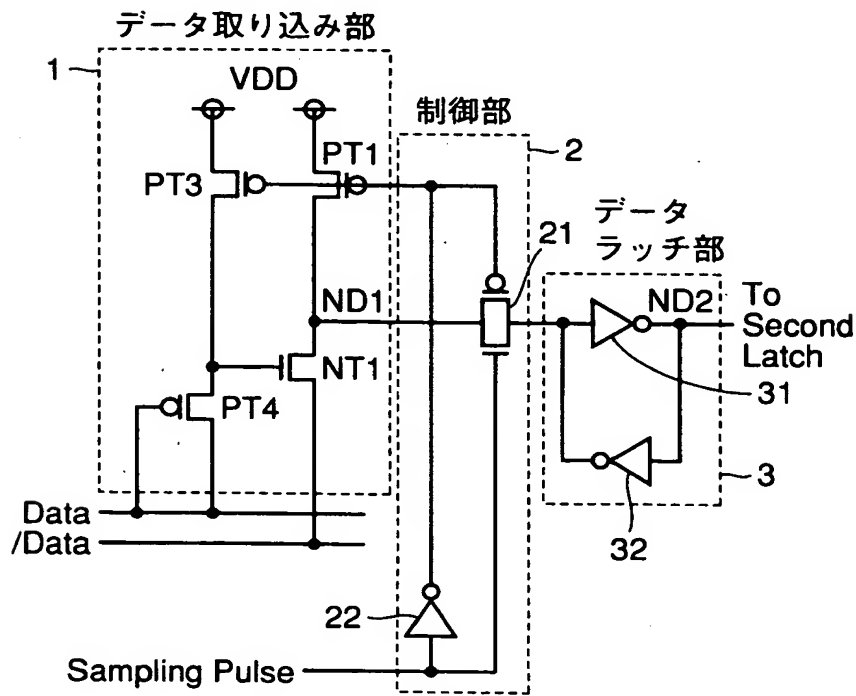 データ取り込み部
1
VDD
制御部
2
PT1
PT3
データ
ラッチ部
21
ND1
ND2
To
Second
Latch
NT1
31
PT4
3
Data
/Data
32
22
Sampling Pulse